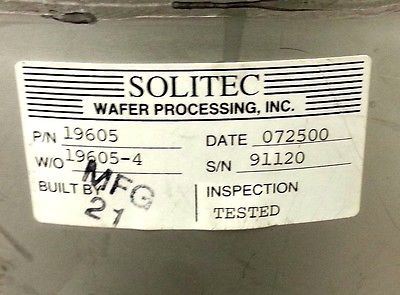 SOLITEC
WAFER PROCESSING, INC.
P/N 19605 DATE 072500
W/O 19605-4 S/N 91120
BUILT BY MFG 21 INSPECTION
TESTED